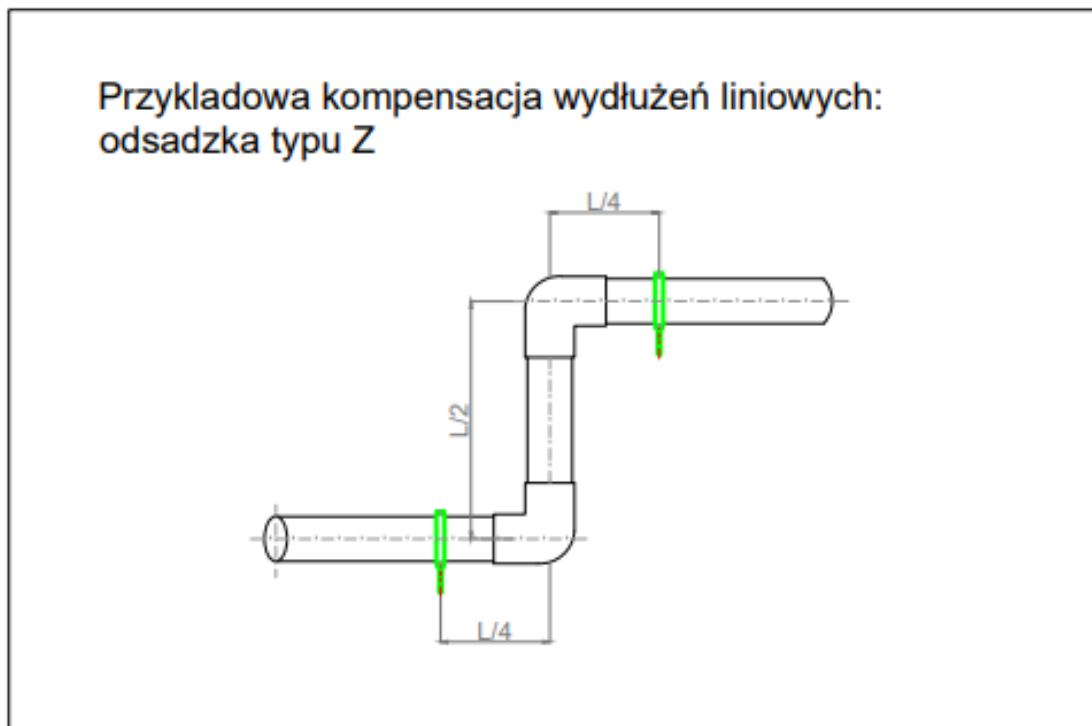 Przykladowa kompensacja wydłużeń liniowych:
odsadzka typu Z
L/4
L/2
L/4